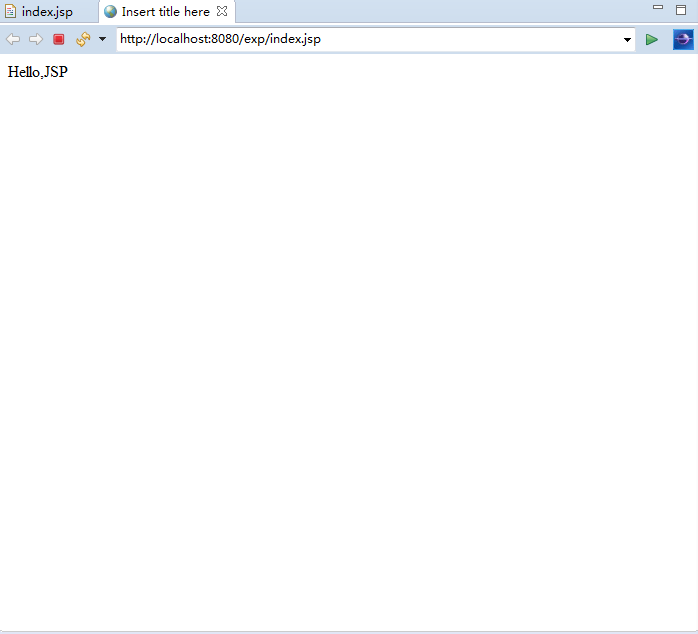 index.jsp
Insert title here
http://localhost:8080/exp/index.jsp
Hello,JSP